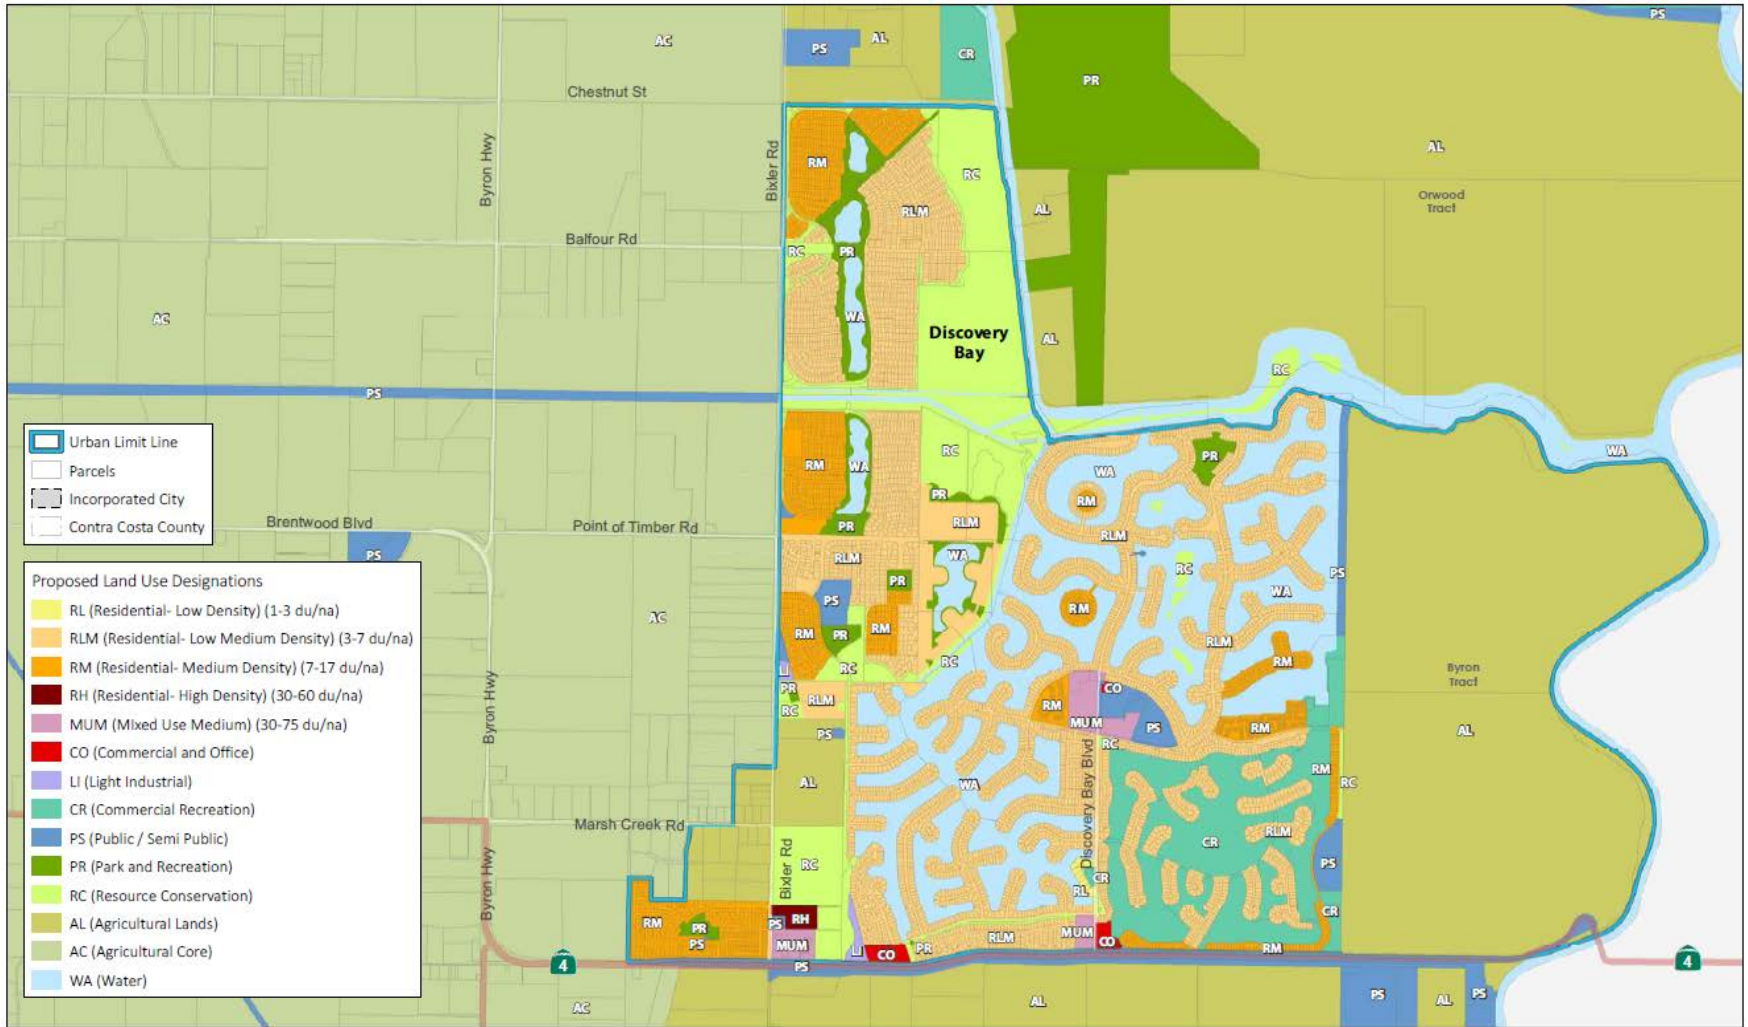 PS
AC
PS
AL
CR
PR
Chestnut St
Byron Hwy
Bixler Rd
RM
RC
AL
RLM
AL
Orwood
Tract
Balfour Rd
RC
PR
AC
WA
Discovery
Bay
AL
RC
PS
Urban Limit Line
Parcels
Incorporated City
Contra Costa County
RC
PR
WA
WA
RM
WA
PR
RM
Brentwood Blvd
Point of Timber Rd
PR
RLM
RLM
PS
RLM
WA
RC
PS
PR
WA
PS
RM
AC
RM
PR
RM
RLM
RC
RC
RM
LI
PR
RLM
RC
CO
RM
MUM
PS
RM
Byron
Tract
AL
Byron Hwy
PS
RC
Discovery Bay Blvd
AL
WA
RM
RC
Marsh Creek Rd
RLM
CR
Bixler Rd
RC
PS
CR
RL
Byron Hwy
RM
PR
PS
PS
RH
MUM
CR
MUM
CO
RLM
PR
LI
CO
RM
PS
4
4
AC
AL
PS
AL
PS
Proposed Land Use Designations
RL (Residential- Low Density) (1-3 du/na)
RLM (Residential- Low Medium Density) (3-7 du/na)
RM (Residential- Medium Density) (7-17 du/na)
RH (Residential- High Density) (30-60 du/na)
MUM (Mixed Use Medium) (30-75 du/na)
CO (Commercial and Office)
LI (Light Industrial)
CR (Commercial Recreation)
PS (Public / Semi Public)
PR (Park and Recreation)
RC (Resource Conservation)
AL (Agricultural Lands)
AC (Agricultural Core)
WA (Water)